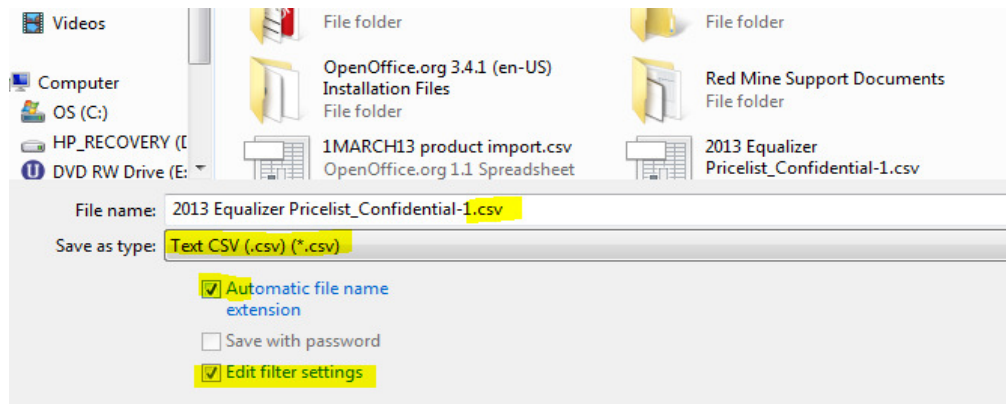 Videos
File folder
File folder
Computer
OpenOffice.org 3.4.1 (en-US)
Installation Files
File folder
Red Mine Support Documents
File folder
OS (C:)
HP_RECOVERY (
1MARCH13 product import.csv
OpenOffice.org 1.1 Spreadsheet
2013 Equalizer
Pricelist_Confidential-1.csv
DVD RW Drive (E:
File name: 2013 Equalizer Pricelist_Confidential-1.csv
Save as type: Text CSV (.csv) (*.csv)
Automatic file name
extension
Save with password
Edit filter settings